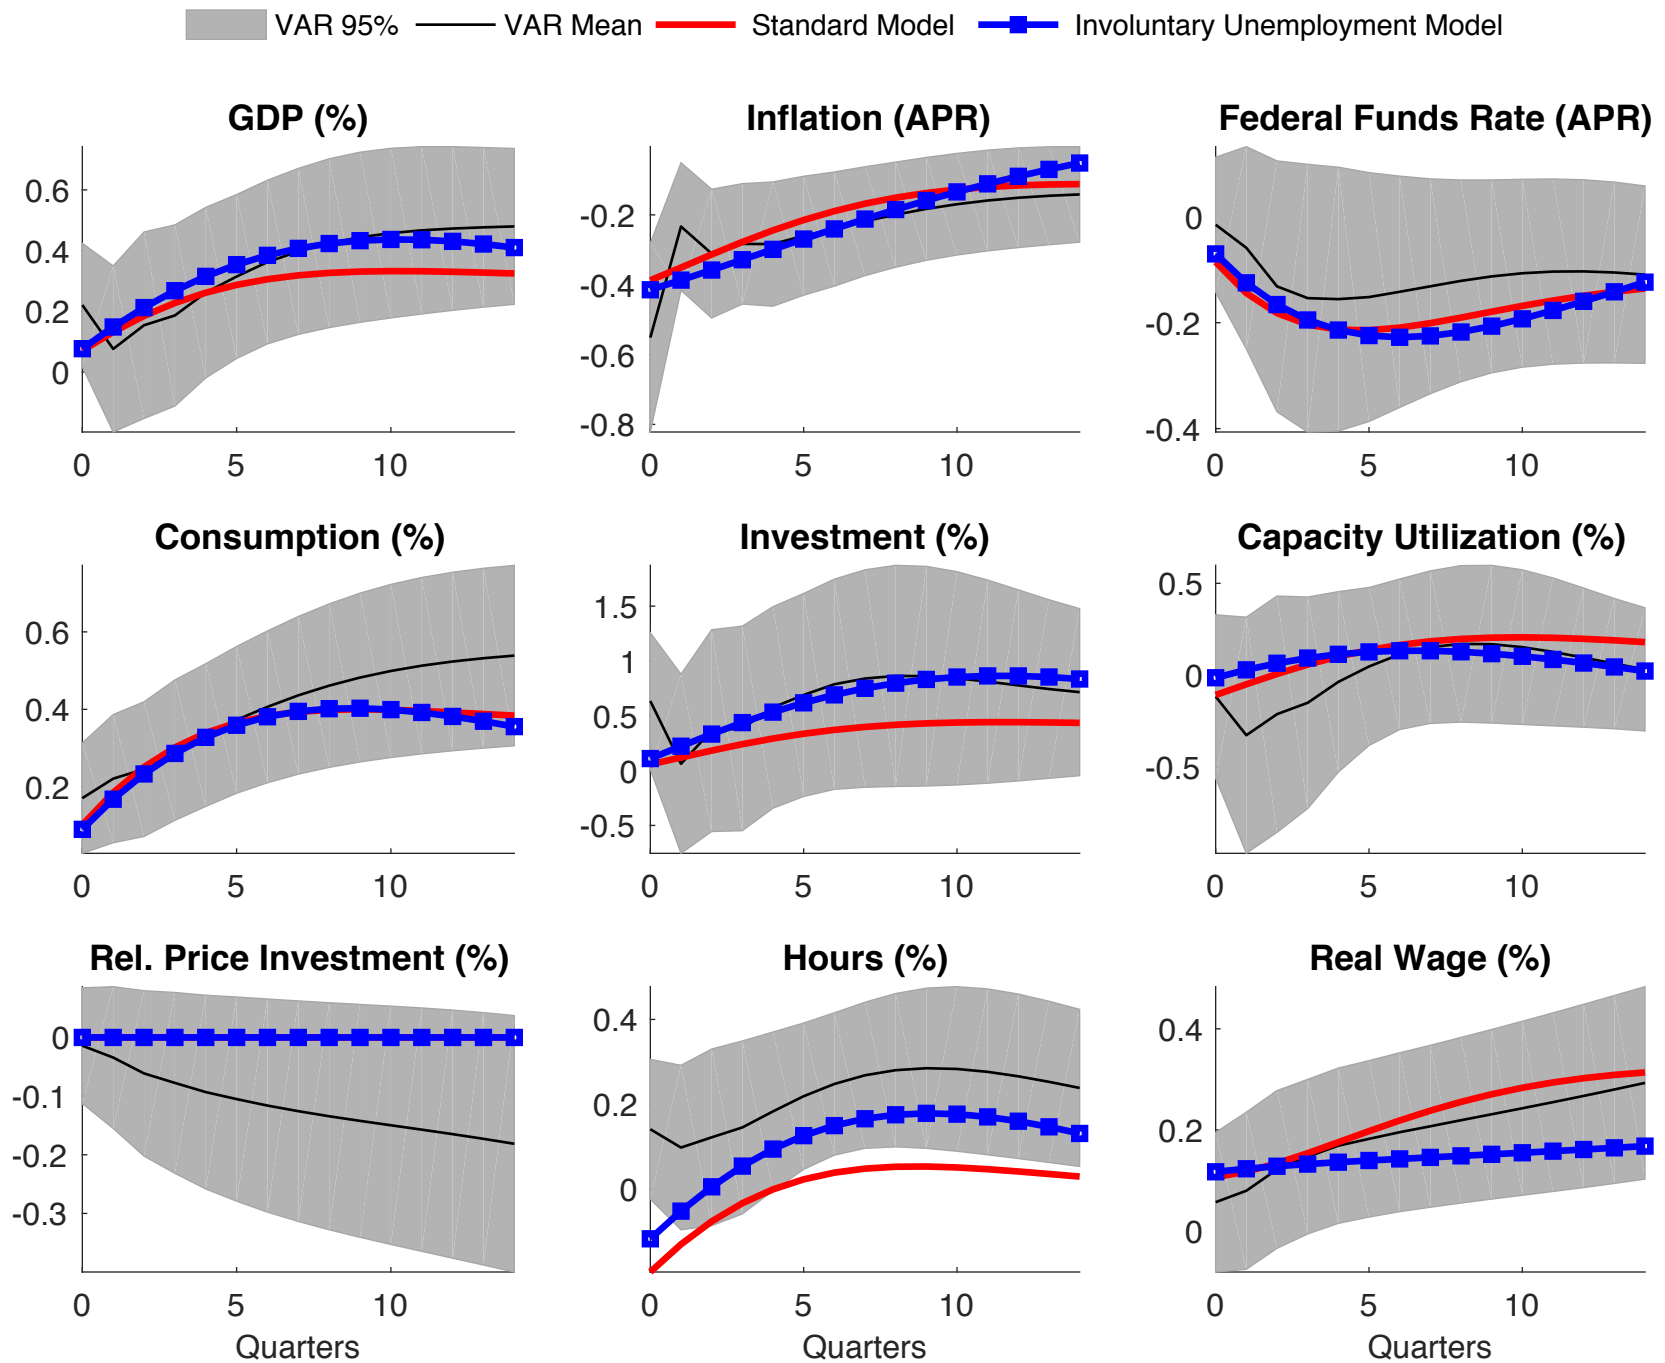 VAR 95% VAR Mean Standard Model Involuntary Unemployment Model
GDP (%) Inflation (APR) Federal Funds Rate (APR)
0.6
0.4
0.2
0
0 5 10
-0.2
-0.4
-0.6
-0.8
0 5 10
0
-0.2
-0.4
0 5 10
Consumption (%) Investment (%) Capacity Utilization (%)
0.6
0.4
0.2
0 5 10
1.5
1
0.5
0
-0.5
0 5 10
0.5
0
-0.5
0 5 10
Rel. Price Investment (%) Hours (%) Real Wage (%)
0
-0.1
-0.2
-0.3
0 5 10
Quarters
0.4
0.2
0
0 5 10
Quarters
0.4
0.2
0
0 5 10
Quarters